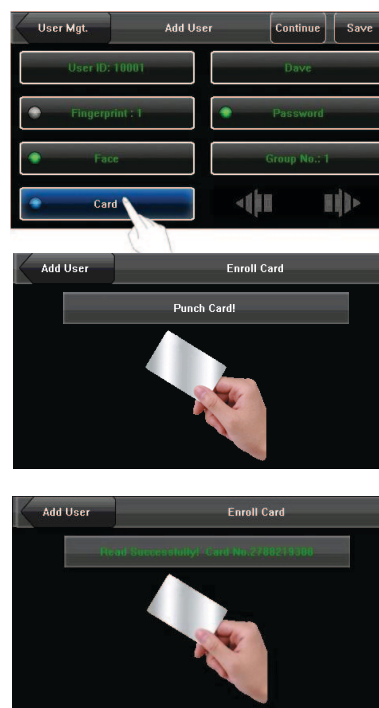 User Mgt. Add User Continue Save
User ID: 10001 Dave
Fingerprint : 1 Password
Face Group No.: 1
Card
Add User Enroll Card
Punch Card!
Add User Enroll Card
Read Successfully! Card No.2788219308